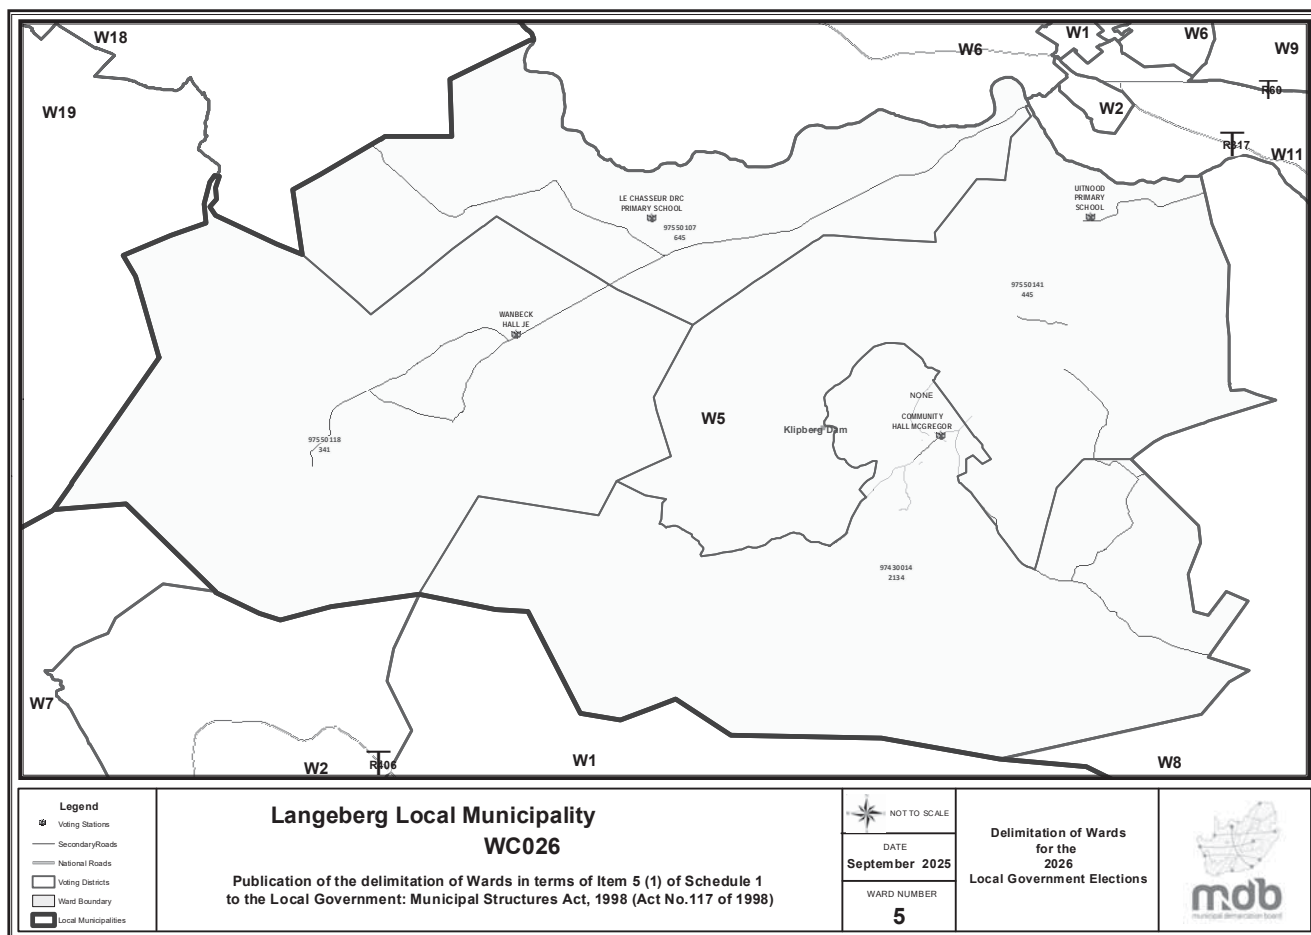 W18
W6
W1
W6
W9
R60
W19
W2
R317
W11
LE CHASSEUR DRC
PRIMARY SCHOOL
97550107
645
UITNOOD
PRIMARY
SCHOOL
97550141
445
WANBECK
HALL JE
NONE
W5
COMMUNITY
HALL MCGREGOR
Klipberg Dam
97550118
341
97430014
2134
W7
W2
R406
W1
W8
Legend
Voting Stations
SecondaryRoads
National Roads
Voting Districts
Ward Boundary
Local Municipalities
Langeberg Local Municipality
WC026
Publication of the delimitation of Wards in terms of Item 5 (1) of Schedule 1
to the Local Government: Municipal Structures Act, 1998 (Act No.117 of 1998)
NOT TO SCALE
DATE
September 2025
WARD NUMBER
5
Delimitation of Wards
for the
2026
Local Government Elections
mdb
municipal demarcation board